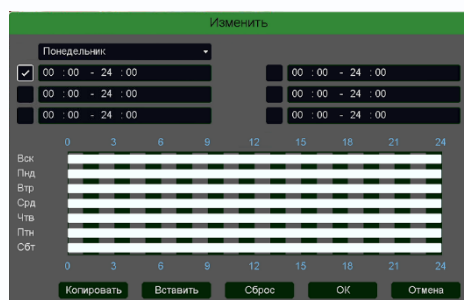 Изменить
Понедельник
00 :00 - 24 :00 00 :00 - 24 :00
00 :00 - 24 :00 00 :00 - 24 :00
00 :00 - 24 :00 00 :00 - 24 :00
0 3 6 9 12 15 18 21 24
Вск
Пнд
Втр
Срд
Чтв
Птн
Сбт
0 3 6 9 12 15 18 21 24
Копировать Вставить Сброс ОК Отмена